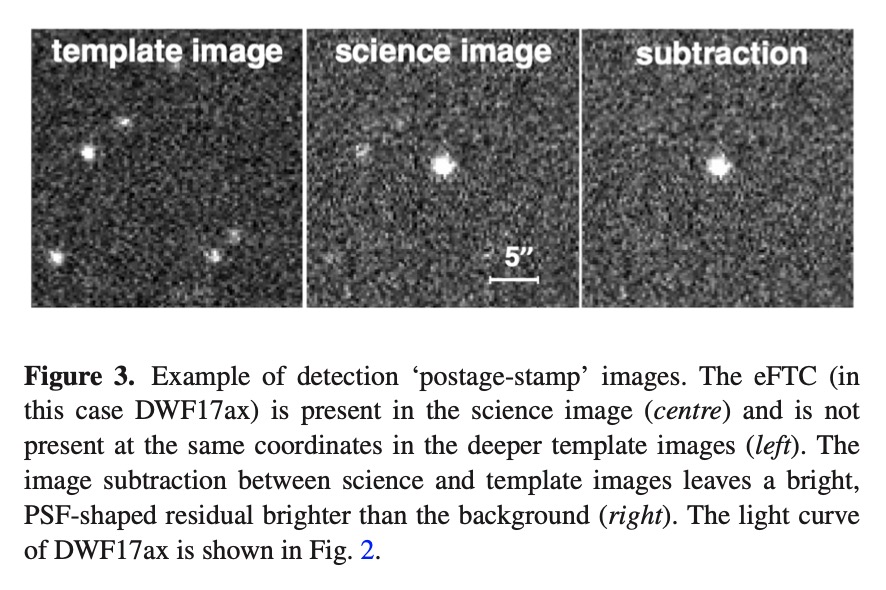 template image science image subtraction
5″
Figure 3. Example of detection ‘postage-stamp’ images. The eFTC (in
this case DWF17ax) is present in the science image (centre) and is not
present at the same coordinates in the deeper template images (left). The
image subtraction between science and template images leaves a bright,
PSF-shaped residual brighter than the background (right). The light curve
of DWF17ax is shown in Fig. 2.